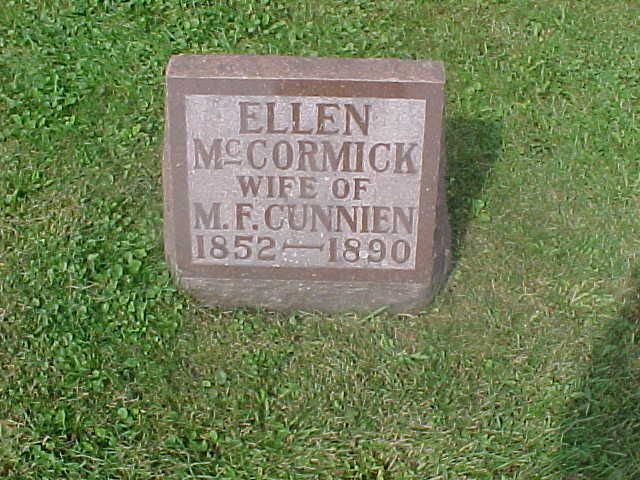 ELLEN
McCORMICK
WIFE OF
M.F. CUNNIEN
1852—1890